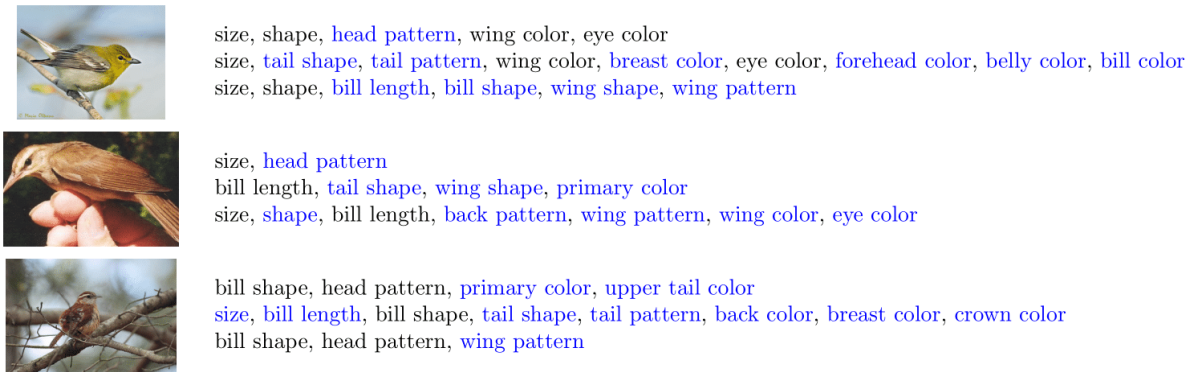 size, shape, head pattern, wing color, eye color
size, tail shape, tail pattern, wing color, breast color, eye color, forehead color, belly color, bill color
size, shape, bill length, bill shape, wing shape, wing pattern
size, head pattern
bill length, tail shape, wing shape, primary color
size, shape, bill length, back pattern, wing pattern, wing color, eye color
bill shape, head pattern, primary color, upper tail color
size, bill length, bill shape, tail shape, tail pattern, back color, breast color, crown color
bill shape, head pattern, wing pattern